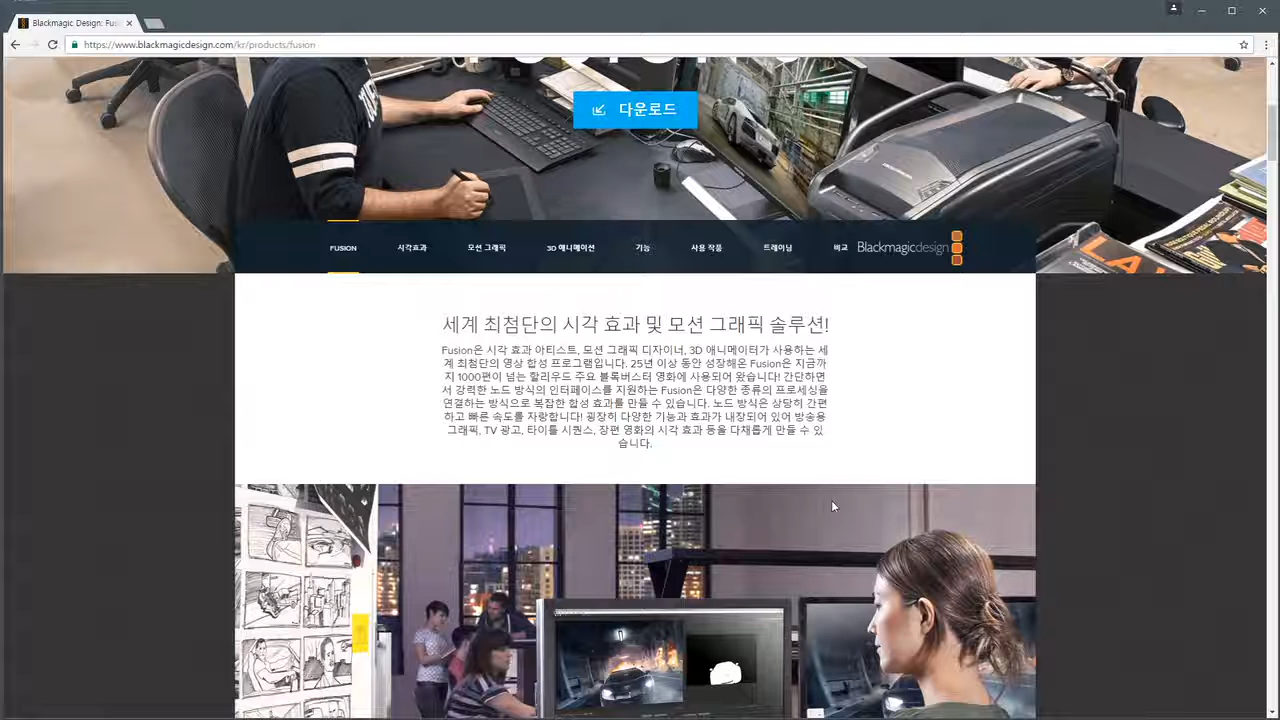 Blackmagic Design: Fusi
https://www.blackmagicdesign.com/kr/products/fusion
다운로드
FUSION 시각효과 모션 그래픽 3D 애니메이션 기능 사용 작품 트레이닝 비교 Blackmagicdesign
세계 최첨단의 시각 효과 및 모션 그래픽 솔루션!
Fusion은 시각 효과 아티스트, 모션 그래픽 디자이너, 3D 애니메이터가 사용하는 세
계 최첨단의 영상 합성 프로그램입니다. 25년 이상 동안 성장해온 Fusion은 지금까
지 1000편이 넘는 할리우드 주요 블록버스터 영화에 사용되어 왔습니다! 간단하면
서 강력한 노드 방식의 인터페이스를 지원하는 Fusion은 다양한 종류의 프로세싱을
연결하는 방식으로 복잡한 합성 효과를 만들 수 있습니다. 노드 방식은 상당히 간편
하고 빠른 속도를 자랑합니다! 굉장히 다양한 기능과 효과가 내장되어 있어 방송용
그래픽, TV 광고, 타이틀 시퀀스, 장편 영화의 시각 효과 등을 다채롭게 만들 수 있
습니다.